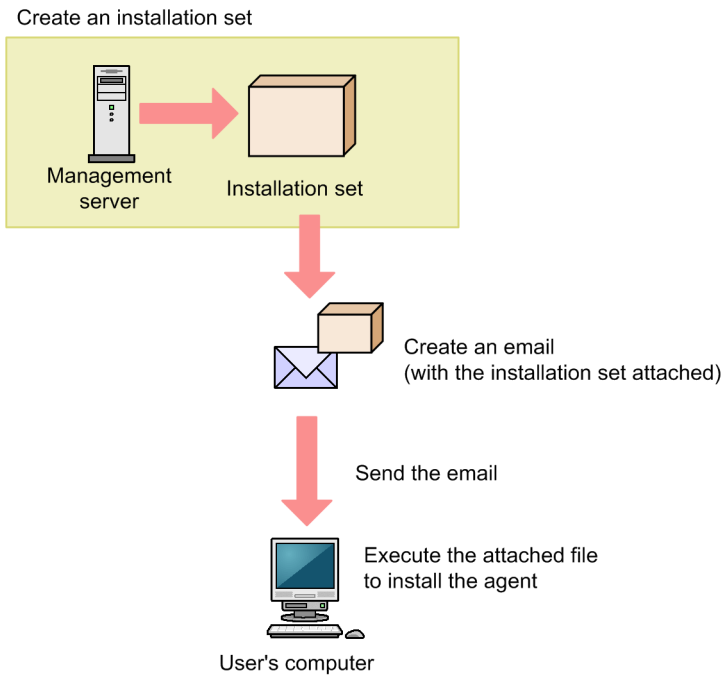 Create an installation set
Management
server
Installation set
Create an email
(with the installation set attached)
Send the email
Execute the attached file
to install the agent
User's computer